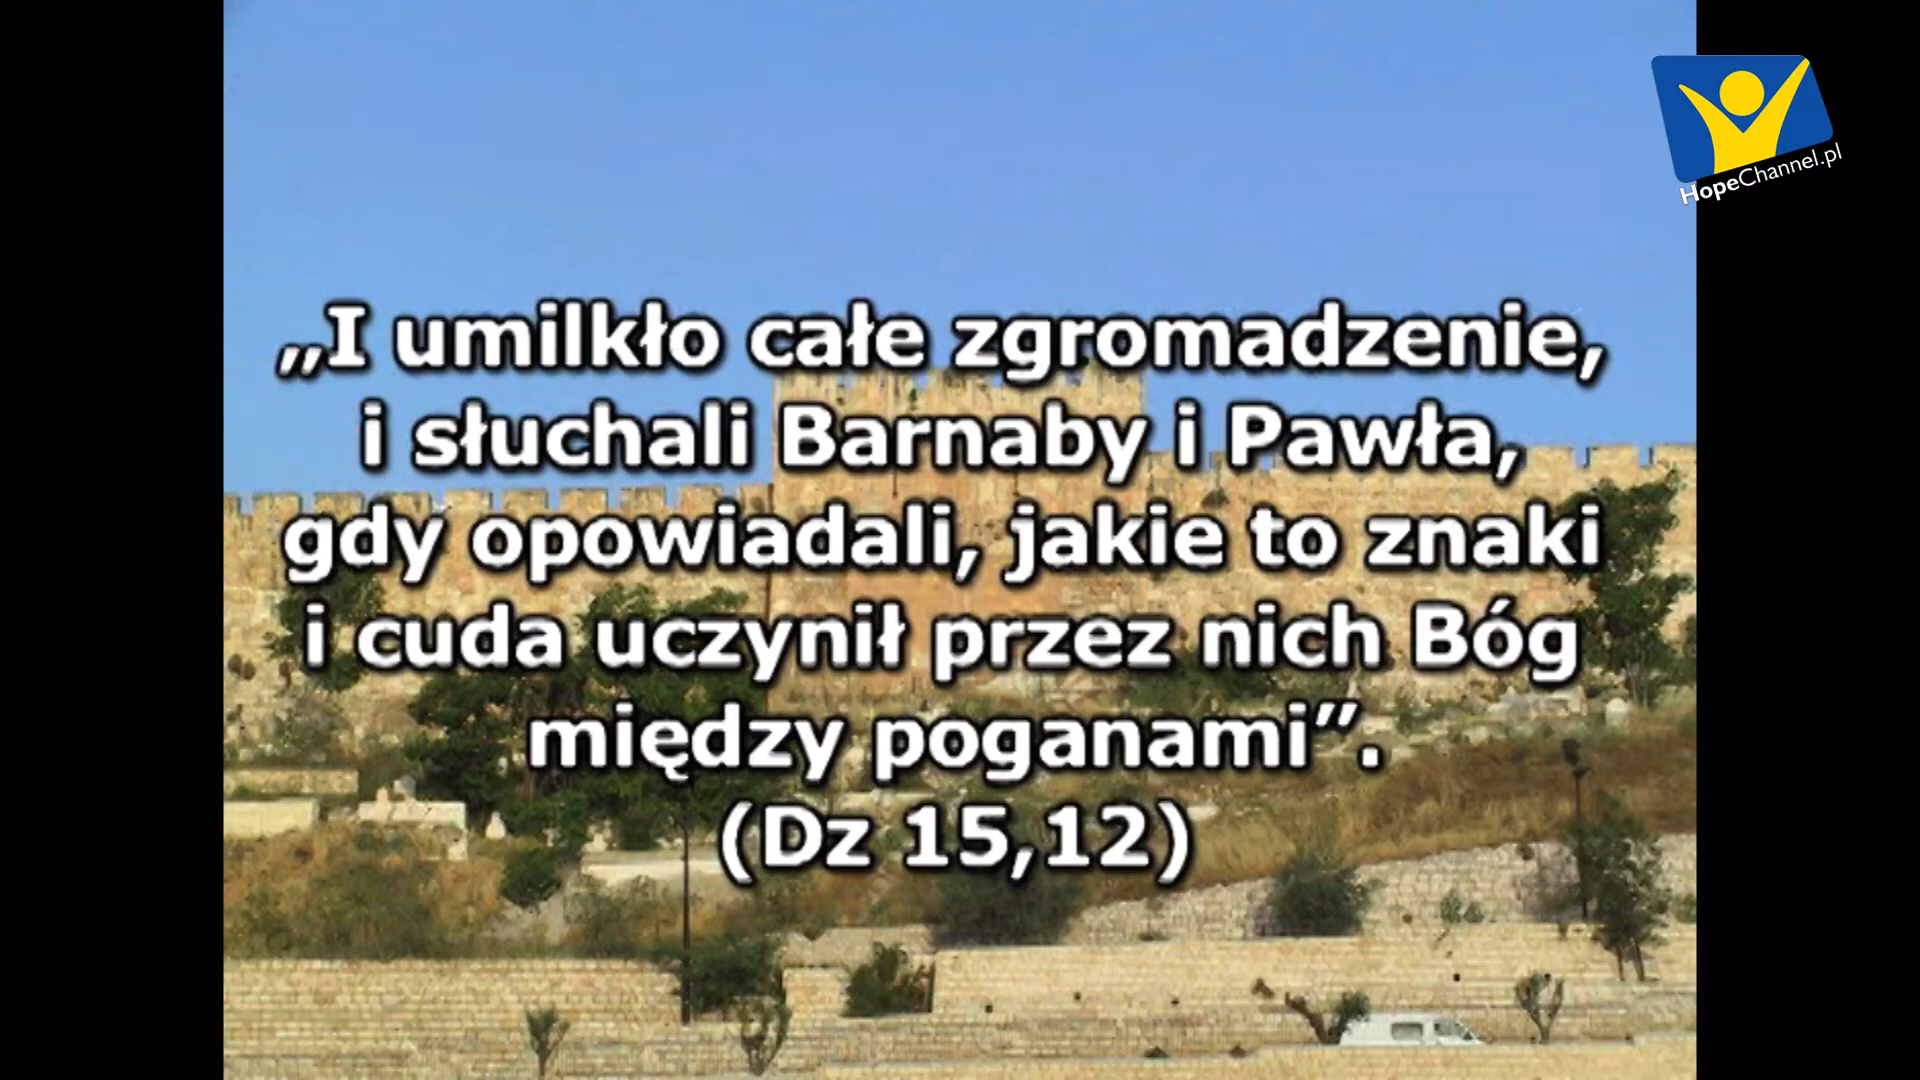 HopeChannel.pl
„I umilkło całe zgromadzenie,
i słuchali Barnaby i Pawła,
gdy opowiadali, jakie to znaki
i cuda uczynił przez nich Bóg
między poganami”.
(Dz 15,12)